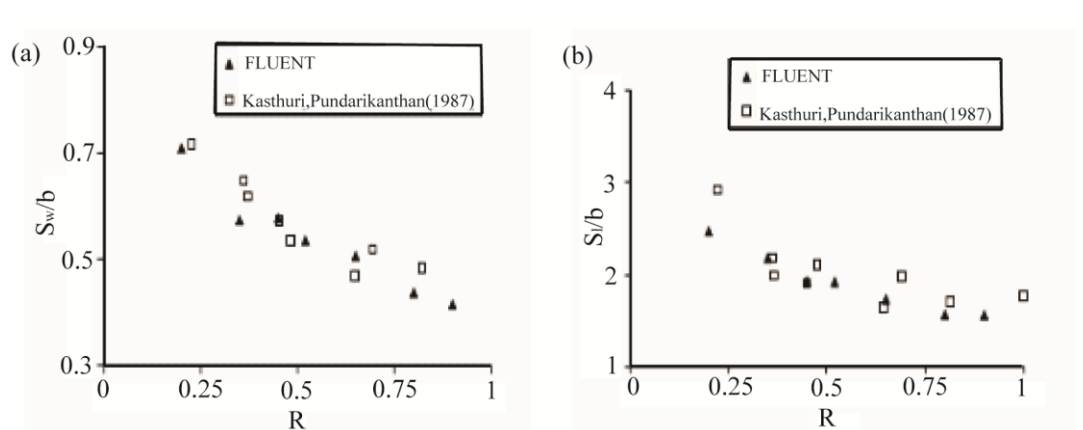 (a)
0.9
0.7
0.5
0.3
Sw/b
FLUENT
Kasthuri,Pundarikanthan(1987)
0 0.25 0.5 0.75 1
R
(b)
4
3
2
1
Sl/b
FLUENT
Kasthuri,Pundarikanthan(1987)
0 0.25 0.5 0.75 1
R